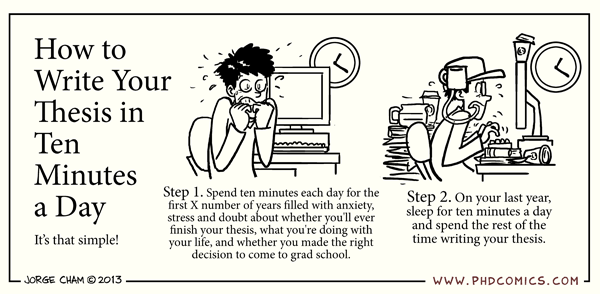 How to
Write Your
Thesis in
Ten
Minutes
a Day
It's that simple!
Step 1. Spend ten minutes each day for the
first X number of years filled with anxiety,
stress and doubt about whether you'll ever
finish your thesis, what you're doing with
your life, and whether you made the right
decision to come to grad school.
Step 2. On your last year,
sleep for ten minutes a day
and spend the rest of the
time writing your thesis.
JORGE CHAM © 2013
WWW.PHDCOMICS.COM